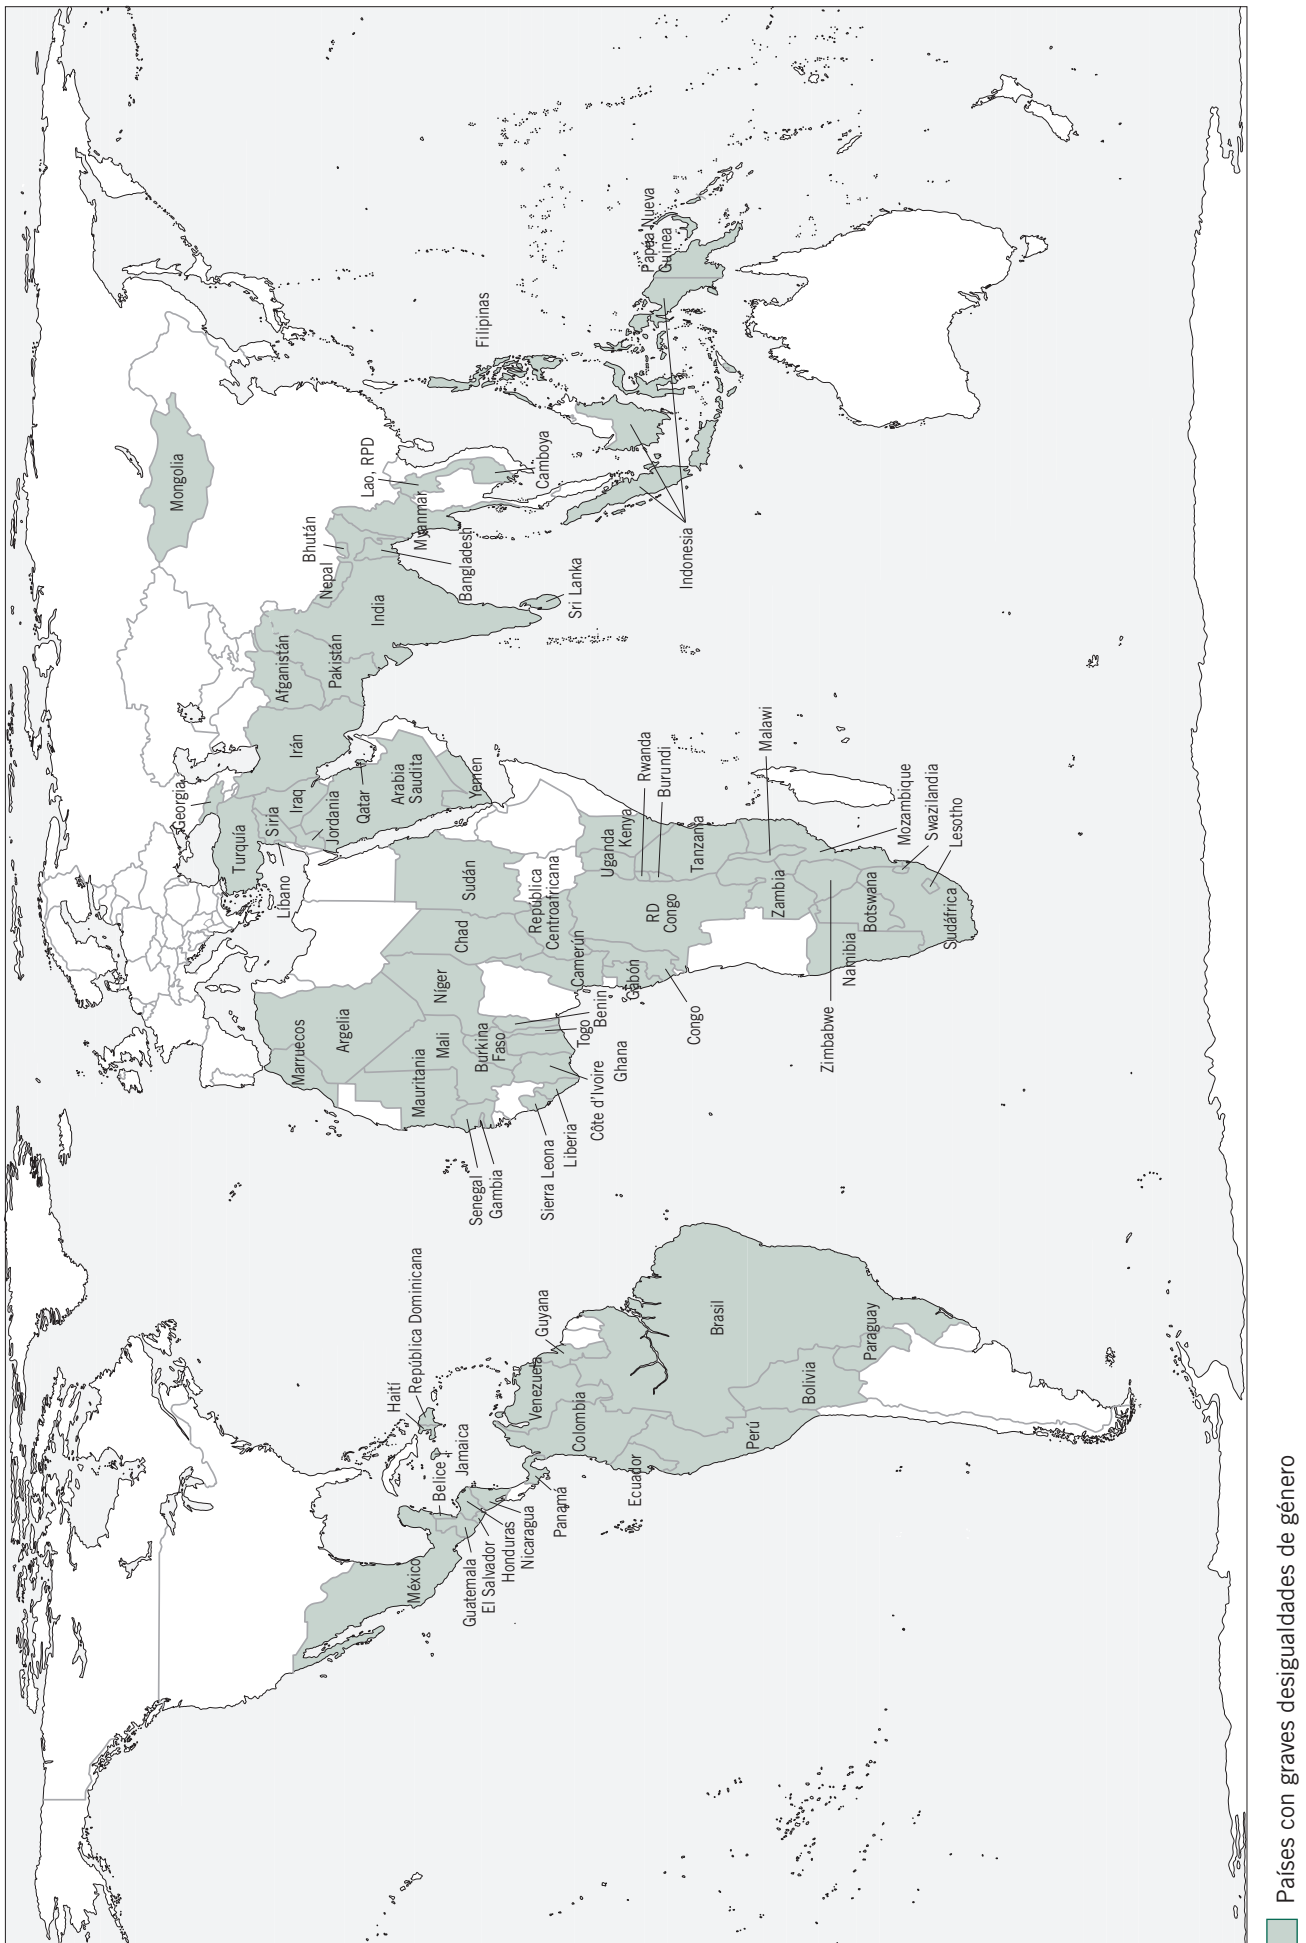 México
Guatemala
El Salvador
Honduras
Nicaragua
Panamá
Belice
Jamaica
Haití
República Dominicana
Venezuela
Guyana
Colombia
Ecuador
Perú
Brasil
Bolivia
Paraguay
Senegal
Gambia
Sierra Leona
Liberia
Côte d'Ivoire
Ghana
Togo
Benin
Marruecos
Argelia
Mauritania
Mali
Burkina
Faso
Níger
Chad
Sudán
República
Centroafricana
Camerún
Gabón
Congo
RD
Congo
Uganda
Kenya
Rwanda
Burundi
Tanzania
Malawi
Zambia
Zimbabwe
Namibia
Botswana
Mozambique
Swazilandia
Lesotho
Sudáfrica
Georgia
Turquía
Líbano
Siria
Iraq
Jordania
Qatar
Arabia
Saudita
Yemen
Irán
Afganistán
Pakistán
India
Nepal
Bhután
Bangladesh
Sri Lanka
Mongolia
Myanmar
Lao, RPD
Camboya
Filipinas
Indonesia
Papua Nueva
Guinea
Países con graves desigualdades de género